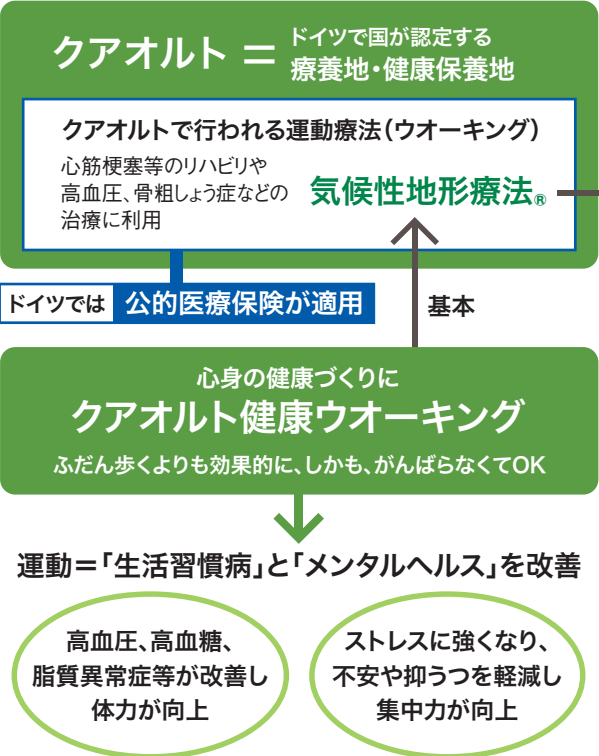 クアオルト＝ドイツで国が認定する
療養地・健康保養地
クアオルトで行われる運動療法（ウオーキング）
心筋梗塞等のリハビリや
高血圧、骨粗しょう症などの
治療に利用
気候性地形療法®
ドイツでは 公的医療保険が適用
基本
心身の健康づくりに
クアオルト健康ウオーキング
ふだん歩くよりも効果的に、しかも、がんばらなくてOK
運動＝「生活習慣病」と「メンタルヘルス」を改善
高血圧、高血糖、
脂質異常症等が改善し
体力が向上
ストレスに強くなり、
不安や抑うつを軽減し
集中力が向上